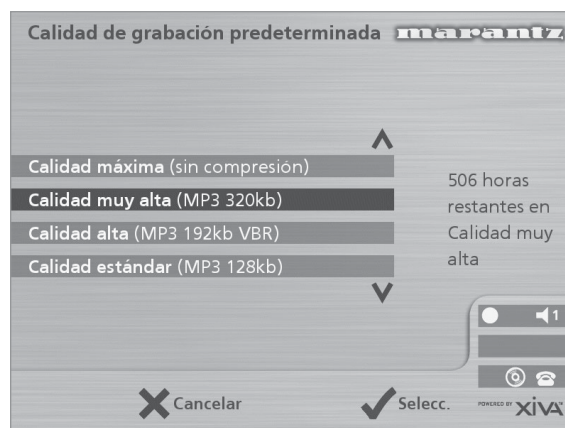 Calidad de grabación predeterminada marantz
Calidad máxima (sin compresión)
Calidad muy alta (MP3 320kb)
Calidad alta (MP3 192kb VBR)
Calidad estándar (MP3 128kb)
506 horas
restantes en
Calidad muy
alta
1
Cancelar
Selecc.
POWERED BY XiVA